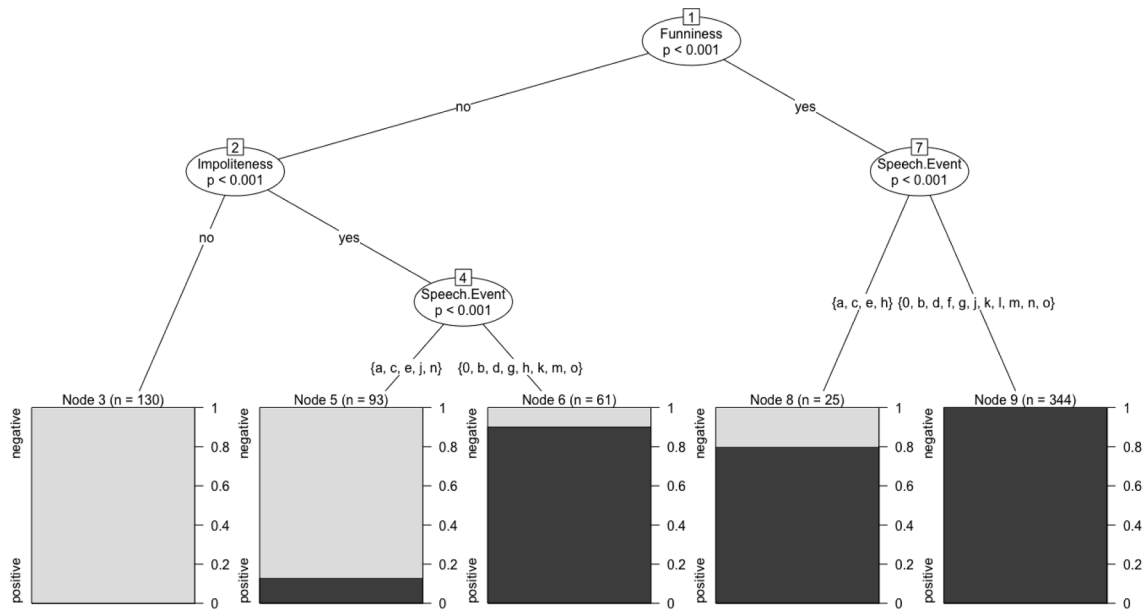 1
Funniness
p < 0.001
no
yes
2
Impoliteness
p < 0.001
7
Speech.Event
p < 0.001
no
yes
4
Speech.Event
p < 0.001
{a, c, e, h} {0, b, d, f, g, j, k, l, m, n, o}
{a, c, e, j, n} {0, b, d, g, h, k, m, o}
Node 3 (n = 130)
negative
positive
1
0.8
0.6
0.4
0.2
0
Node 5 (n = 93)
negative
positive
1
0.8
0.6
0.4
0.2
0
Node 6 (n = 61)
negative
positive
1
0.8
0.6
0.4
0.2
0
Node 8 (n = 25)
negative
positive
1
0.8
0.6
0.4
0.2
0
Node 9 (n = 344)
negative
positive
1
0.8
0.6
0.4
0.2
0